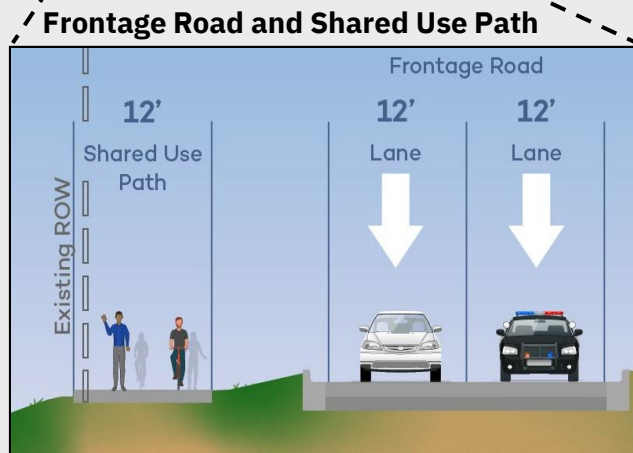 Frontage Road and Shared Use Path
Frontage Road
12'
12'
12'
Shared Use
Path
Lane
Lane
Existing ROW